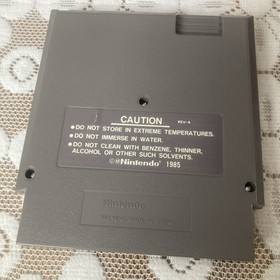 CAUTION
REV-A
• DO NOT STORE IN EXTREME TEMPERATURES.
• DO NOT IMMERSE IN WATER.
• DO NOT CLEAN WITH BENZENE, THINNER,
ALCOHOL OR OTHER SUCH SOLVENTS.
©Nintendo 1985
Nintendo